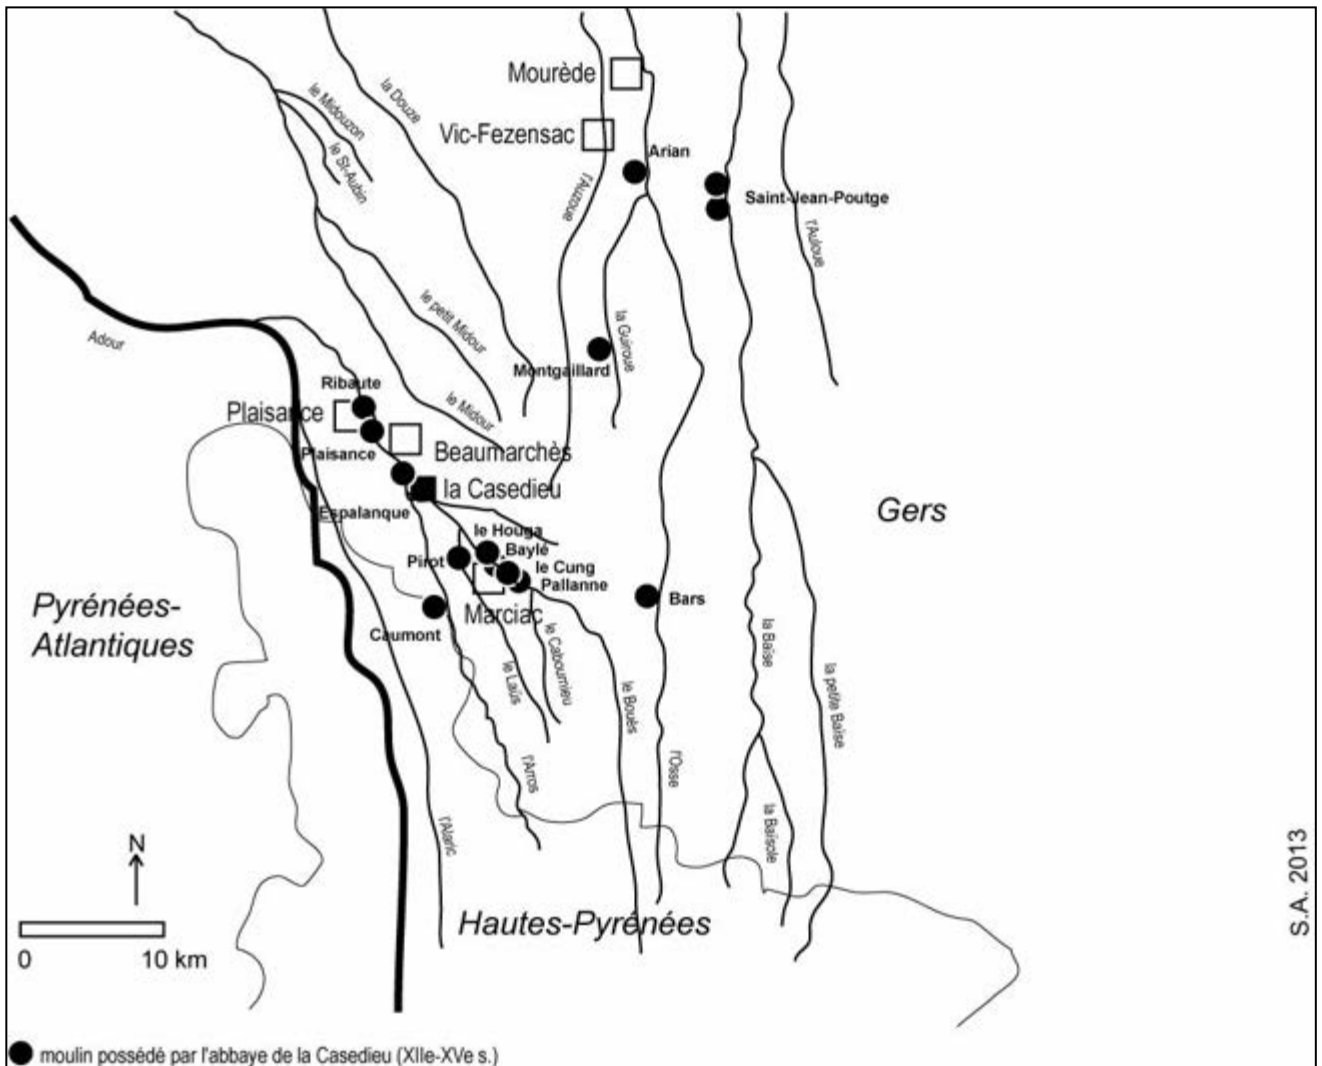 Mourède
la Douze
le Midouzon
Vic-Fezensac
le St-Aubin
Arian
l'Auzoue
Saint-Jean-Poutge
l'Auloue
le petit Midour
la Guiroue
Adour
Montgaillard
Ribaute
Plaisance
le Midour
Beaumarchès
Plaisance
la Casedieu
Espalanque
Gers
le Houga
Baylé
Pirot
le Cung
Pallanne
Bars
Marciac
Caumont
Pyrénées-
Atlantiques
le Cabournieu
la Baïse
le Laüs
le Bouès
la petite Baïse
l'Arros
l'Osse
la Baïsole
l'Alaric
N
S.A. 2013
Hautes-Pyrénées
0 10 km
moulin possédé par l'abbaye de la Casedieu (XIIe-XVe s.)